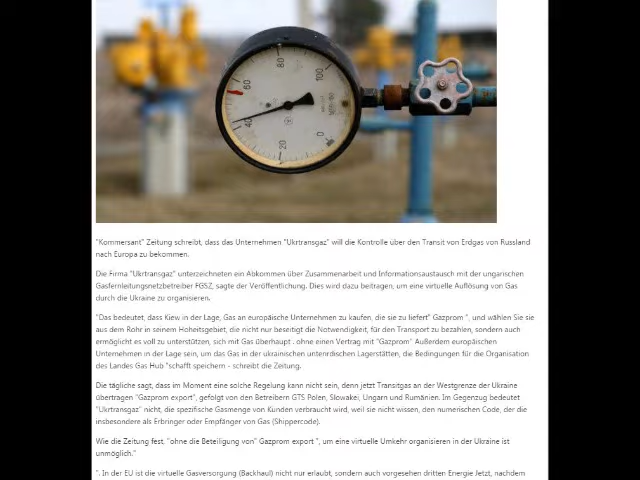 80
100
60
40
20
0
"Kommersant" Zeitung schreibt, dass das Unternehmen "Ukrtransgaz" will die Kontrolle über den Transit von Erdgas von Russland
nach Europa zu bekommen.
Die Firma "Ukrtransgaz" unterzeichneten ein Abkommen über Zusammenarbeit und Informationsaustausch mit der ungarischen
Gasfernleitungsnetzbetreiber FGSZ, sagte der Veröffentlichung. Dies wird dazu beitragen, um eine virtuelle Auflösung von Gas
durch die Ukraine zu organisieren.
"Das bedeutet, dass Kiew in der Lage, Gas an europäische Unternehmen zu kaufen, die sie zu liefert" Gazprom ", und wählen Sie sie
aus dem Rohr in seinem Hoheitsgebiet, die nicht nur beseitigt die Notwendigkeit, für den Transport zu bezahlen, sondern auch
ermöglicht es voll zu unterstützen, sich mit Gas überhaupt . ohne einen Vertrag mit "Gazprom" Außerdem europäischen
Unternehmen in der Lage sein, um das Gas in der ukrainischen unterirdischen Lagerstätten, die Bedingungen für die Organisation
des Landes Gas Hub "schafft speichern - schreibt die Zeitung.
Die tägliche sagt, dass im Moment eine solche Regelung kann nicht sein, denn jetzt Transitgas an der Westgrenze der Ukraine
übertragen "Gazprom export", gefolgt von den Betreibern GTS Polen, Slowakei, Ungarn und Rumänien. Im Gegenzug bedeutet
"Ukrtransgaz" nicht, die spezifische Gasmenge von Kunden verbraucht wird, weil sie nicht wissen, den numerischen Code, der die
insbesondere als Erbringer oder Empfänger von Gas (Shippercode).
Wie die Zeitung fest, "ohne die Beteiligung von" Gazprom export ", um eine virtuelle Umkehr organisieren in der Ukraine ist
unmöglich."
". In der EU ist die virtuelle Gasversorgung (Backhaul) nicht nur erlaubt, sondern auch vorgesehen dritten Energie Jetzt, nachdem